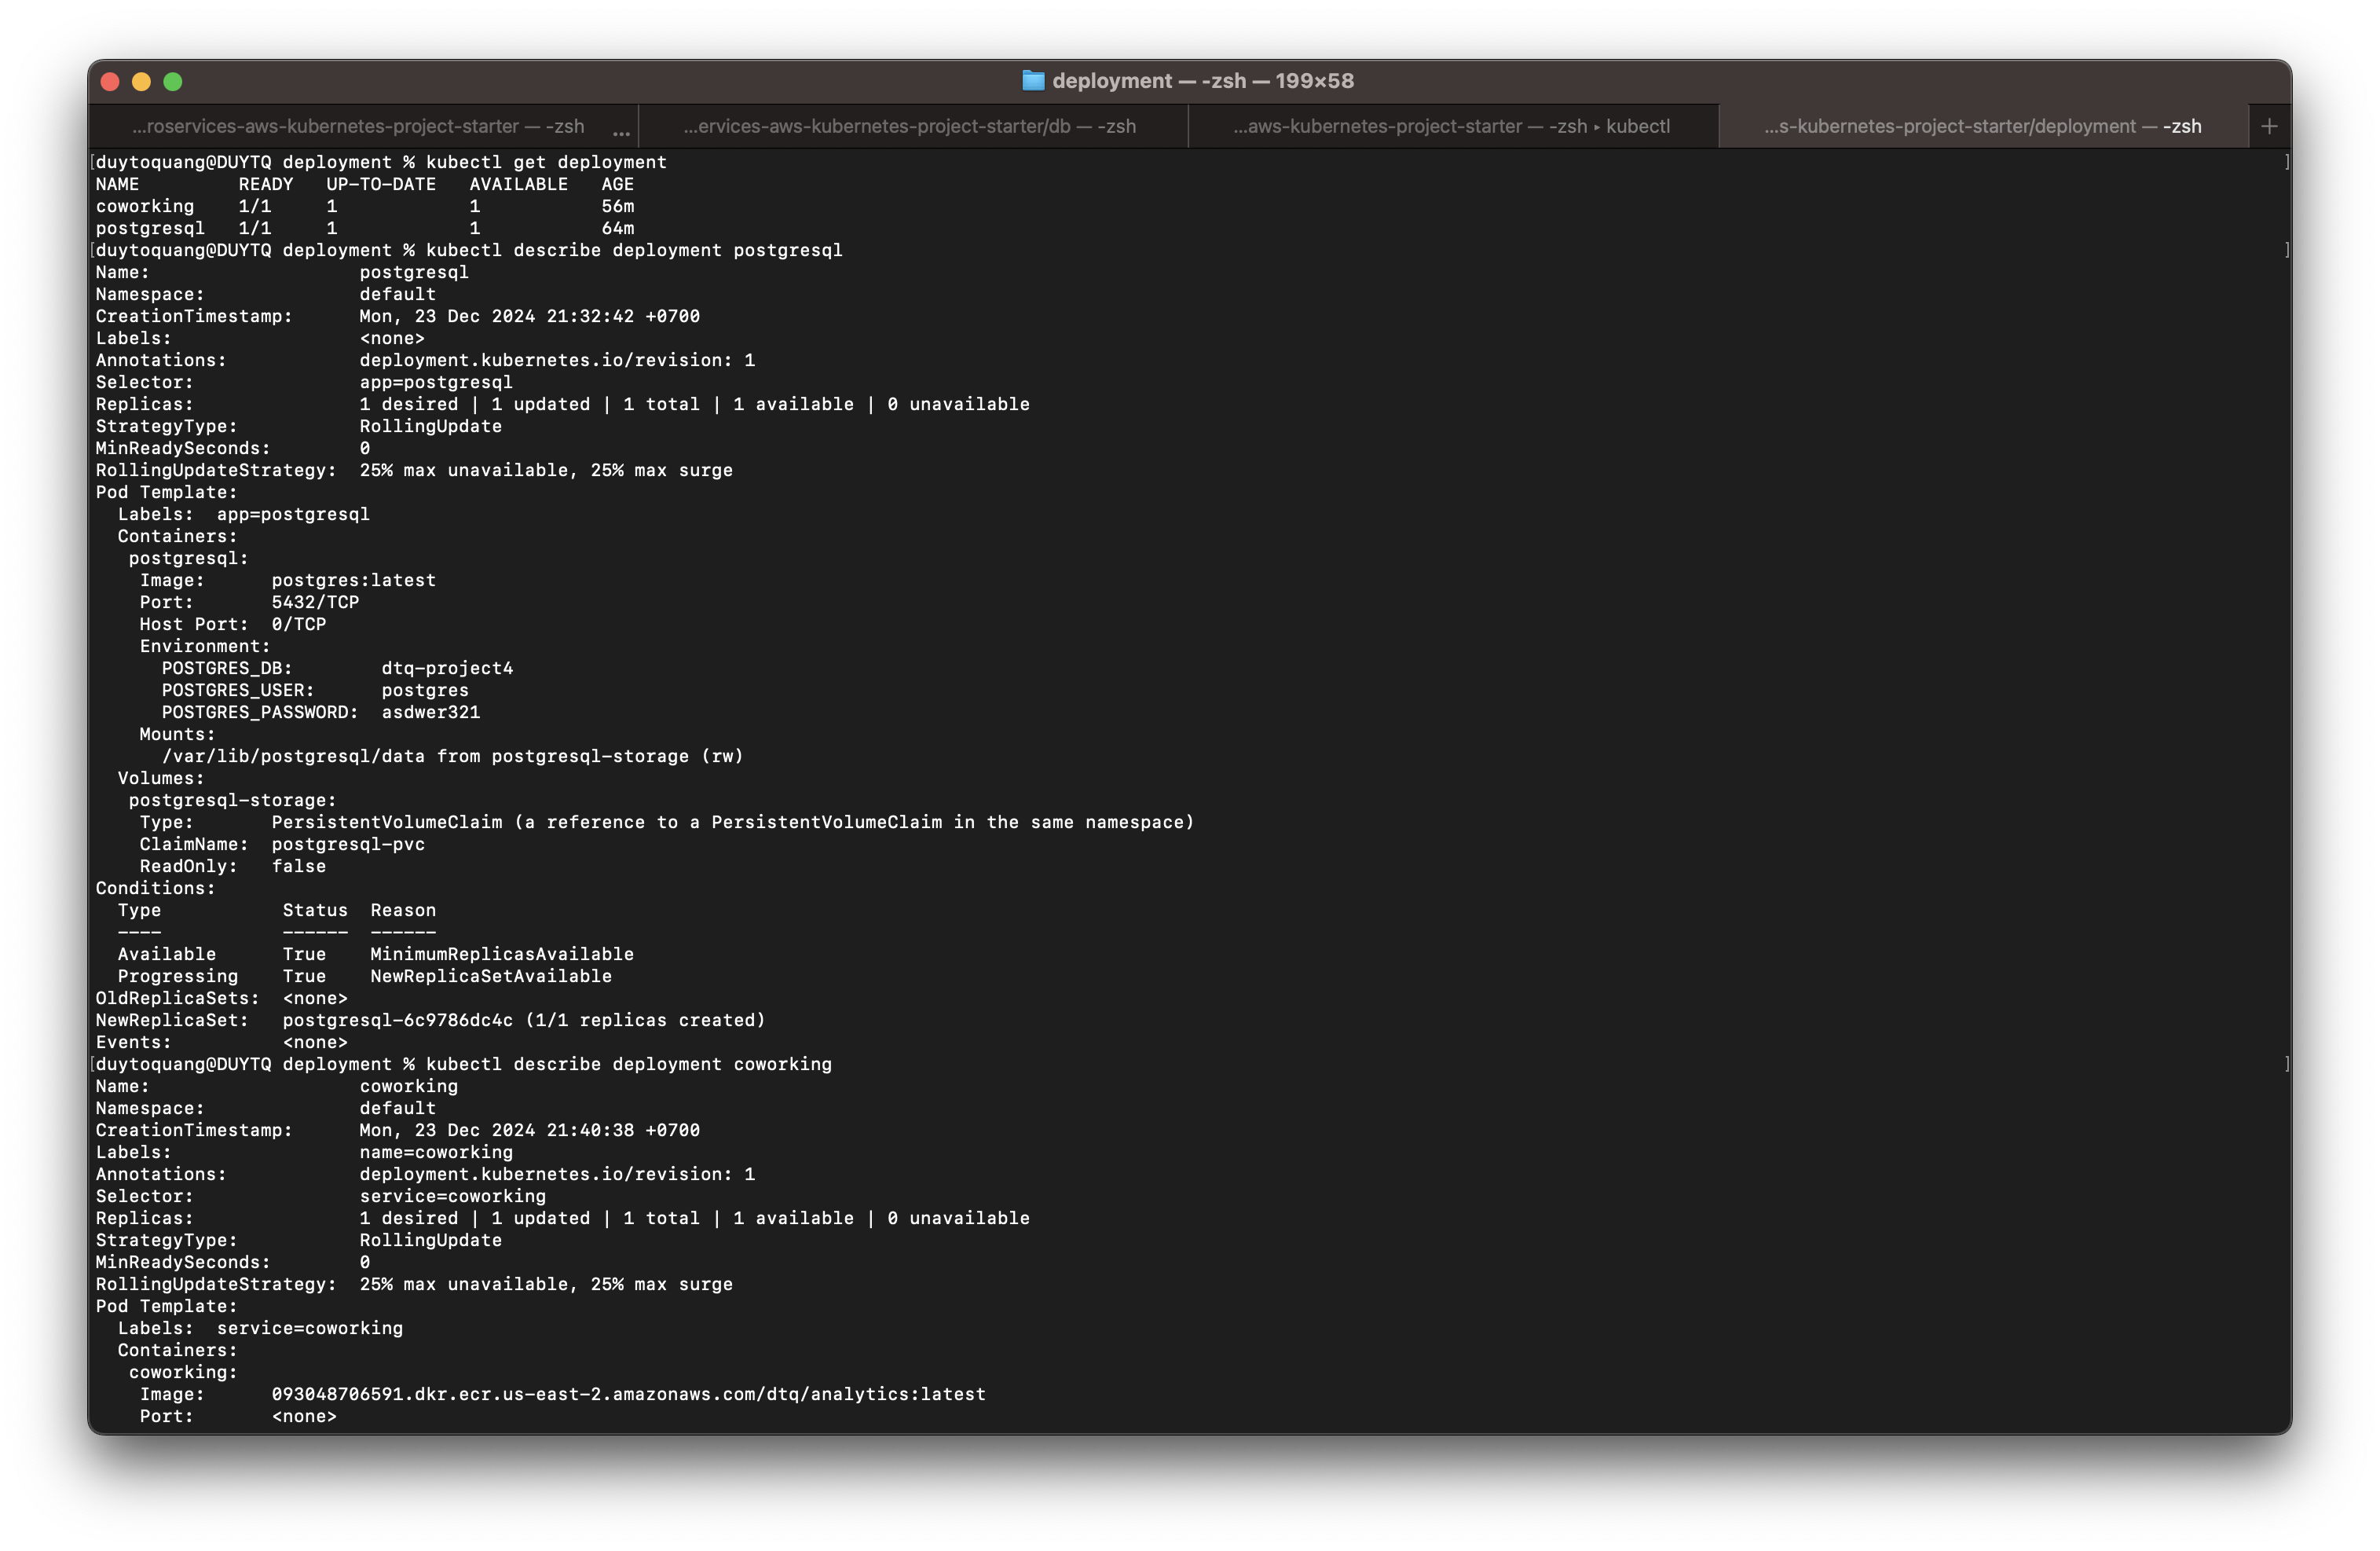 deployment — -zsh — 199×58
...roservices-aws-kubernetes-project-starter — -zsh ... ...ervices-aws-kubernetes-project-starter/db — -zsh ...aws-kubernetes-project-starter — -zsh ▸ kubectl ...s-kubernetes-project-starter/deployment — -zsh +
[duytoquang@DUYTQ deployment % kubectl get deployment ]
NAME         READY   UP-TO-DATE   AVAILABLE   AGE
coworking    1/1     1            1           56m
postgresql   1/1     1            1           64m
[duytoquang@DUYTQ deployment % kubectl describe deployment postgresql ]
Name:                   postgresql
Namespace:              default
CreationTimestamp:      Mon, 23 Dec 2024 21:32:42 +0700
Labels:                 <none>
Annotations:            deployment.kubernetes.io/revision: 1
Selector:               app=postgresql
Replicas:               1 desired | 1 updated | 1 total | 1 available | 0 unavailable
StrategyType:           RollingUpdate
MinReadySeconds:        0
RollingUpdateStrategy:  25% max unavailable, 25% max surge
Pod Template:
  Labels:  app=postgresql
  Containers:
   postgresql:
    Image:      postgres:latest
    Port:       5432/TCP
    Host Port:  0/TCP
    Environment:
      POSTGRES_DB:        dtq-project4
      POSTGRES_USER:      postgres
      POSTGRES_PASSWORD:  asdwer321
    Mounts:
      /var/lib/postgresql/data from postgresql-storage (rw)
  Volumes:
   postgresql-storage:
    Type:       PersistentVolumeClaim (a reference to a PersistentVolumeClaim in the same namespace)
    ClaimName:  postgresql-pvc
    ReadOnly:   false
Conditions:
  Type           Status  Reason
  ----           ------  ------
  Available      True    MinimumReplicasAvailable
  Progressing    True    NewReplicaSetAvailable
OldReplicaSets:  <none>
NewReplicaSet:   postgresql-6c9786dc4c (1/1 replicas created)
Events:          <none>
[duytoquang@DUYTQ deployment % kubectl describe deployment coworking ]
Name:                   coworking
Namespace:              default
CreationTimestamp:      Mon, 23 Dec 2024 21:40:38 +0700
Labels:                 name=coworking
Annotations:            deployment.kubernetes.io/revision: 1
Selector:               service=coworking
Replicas:               1 desired | 1 updated | 1 total | 1 available | 0 unavailable
StrategyType:           RollingUpdate
MinReadySeconds:        0
RollingUpdateStrategy:  25% max unavailable, 25% max surge
Pod Template:
  Labels:  service=coworking
  Containers:
   coworking:
    Image:      093048706591.dkr.ecr.us-east-2.amazonaws.com/dtq/analytics:latest
    Port:       <none>